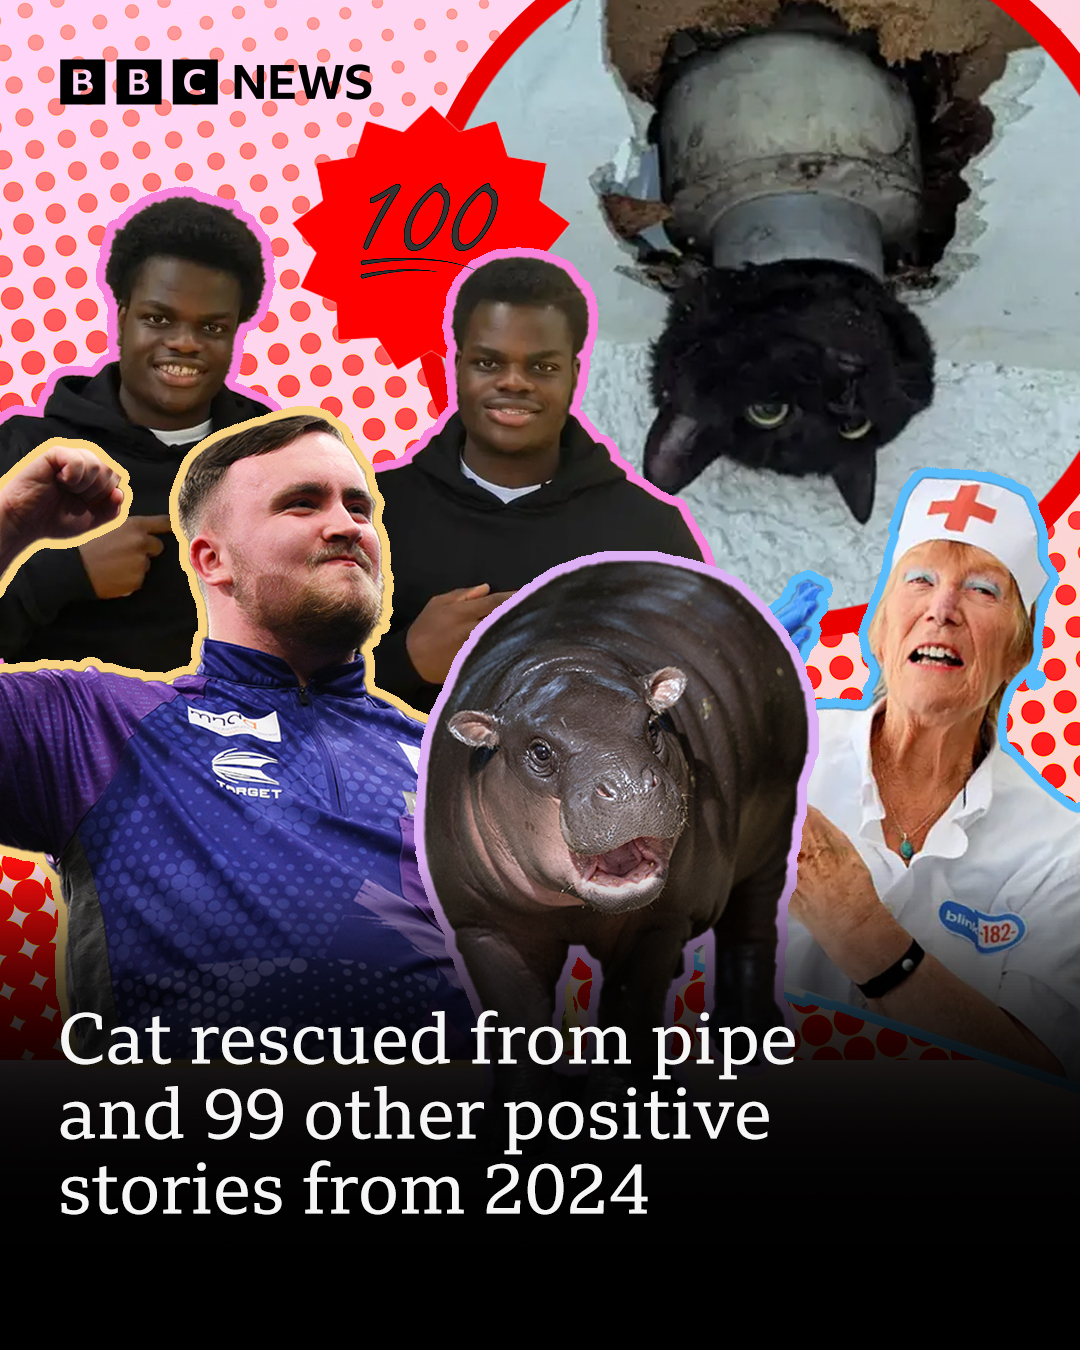 BBC NEWS
100
TARGET
blink
-182-
Cat rescued from pipe
and 99 other positive
stories from 2024